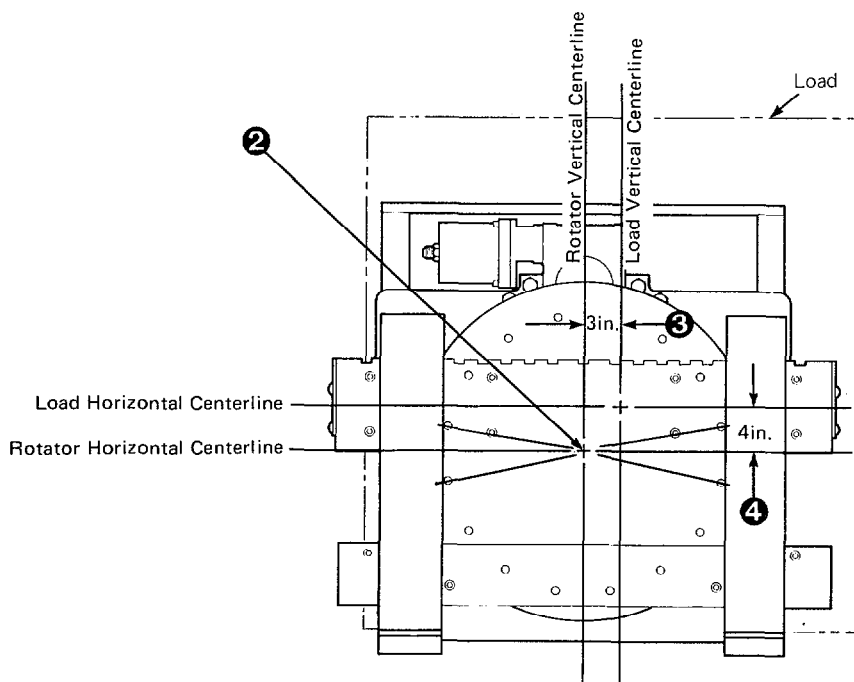 Load
Rotator Vertical Centerline
Load Vertical Centerline
2
3in.
3
Load Horizontal Centerline
4in.
Rotator Horizontal Centerline
4